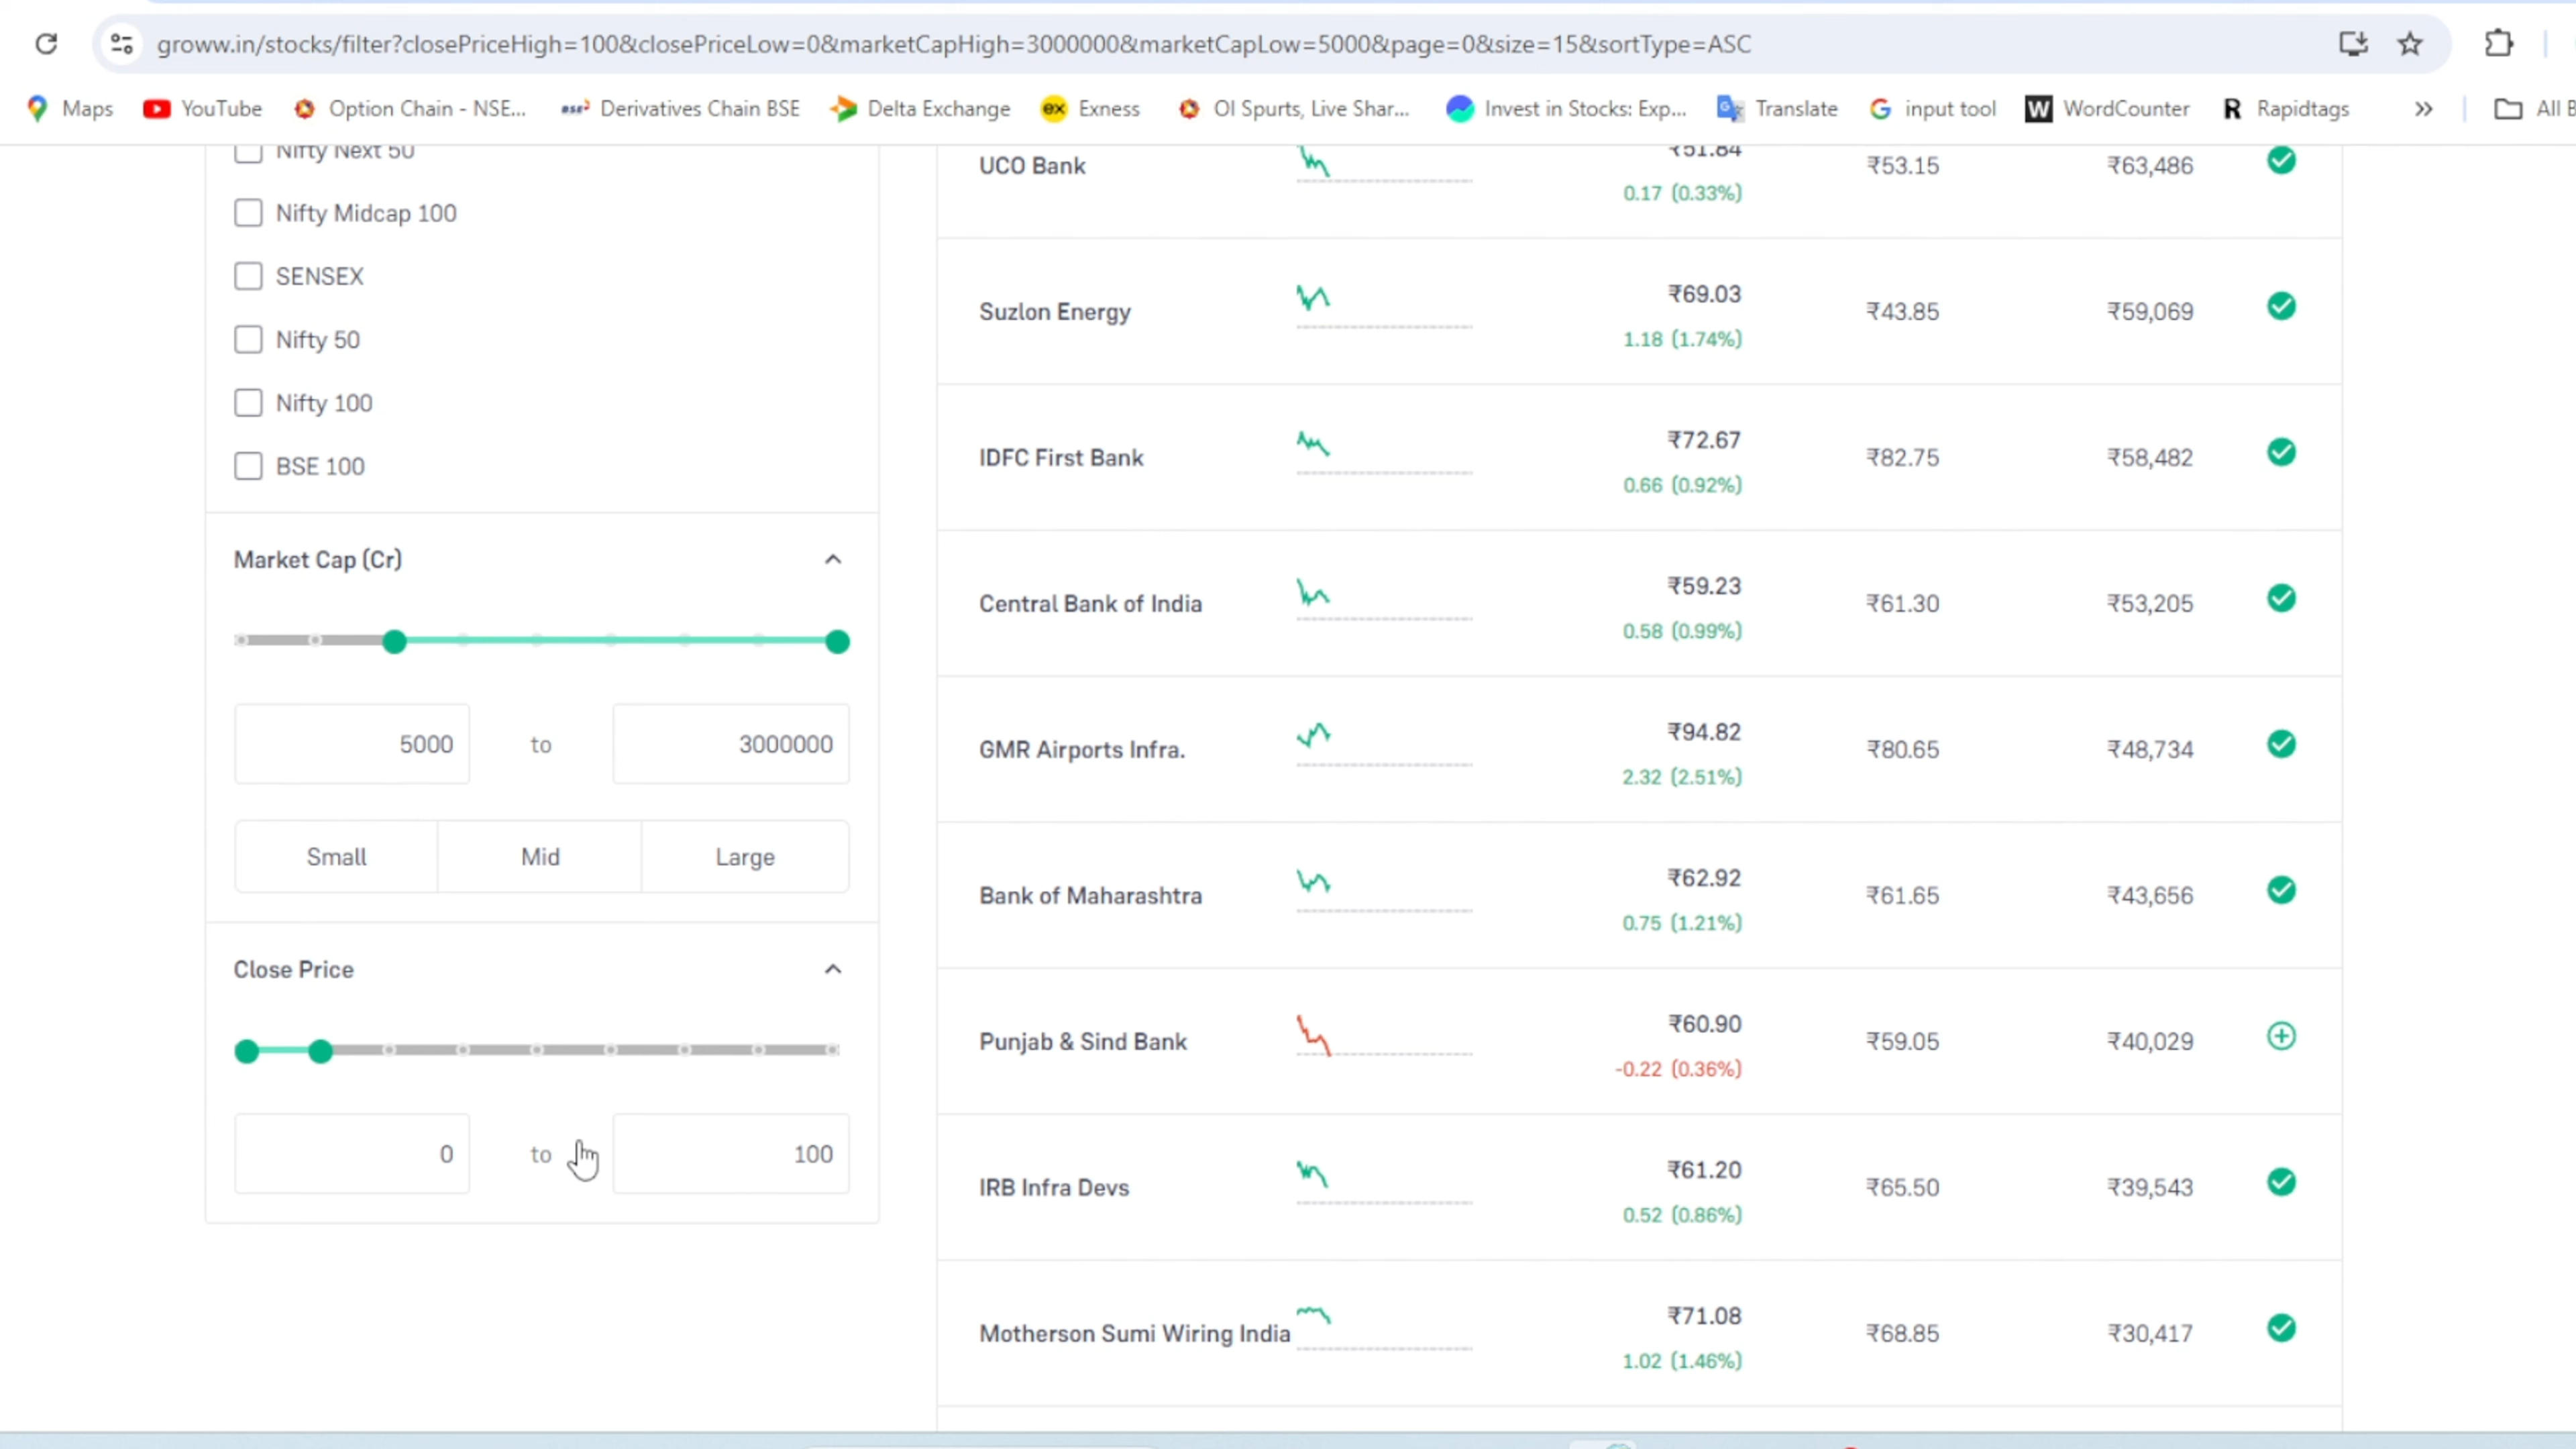 groww.in/stocks/filter?closePriceHigh=100&closePriceLow=0&marketCapHigh=3000000&marketCapLow=5000&page=0&size=15&sortType=ASC
Maps YouTube Option Chain - NSE... Derivatives Chain BSE Delta Exchange Exness OI Spurts, Live Shar... Invest in Stocks: Exp... Translate input tool WordCounter Rapidtags » All B
Nifty Next 50
Nifty Midcap 100
SENSEX
Nifty 50
Nifty 100
BSE 100
Market Cap (Cr)
5000 to 3000000
Small Mid Large
Close Price
0 to 100
UCO Bank ₹51.84 ₹53.15 ₹63,486
0.17 (0.33%)
Suzlon Energy ₹69.03 ₹43.85 ₹59,069
1.18 (1.74%)
IDFC First Bank ₹72.67 ₹82.75 ₹58,482
0.66 (0.92%)
Central Bank of India ₹59.23 ₹61.30 ₹53,205
0.58 (0.99%)
GMR Airports Infra. ₹94.82 ₹80.65 ₹48,734
2.32 (2.51%)
Bank of Maharashtra ₹62.92 ₹61.65 ₹43,656
0.75 (1.21%)
Punjab & Sind Bank ₹60.90 ₹59.05 ₹40,029
-0.22 (0.36%)
IRB Infra Devs ₹61.20 ₹65.50 ₹39,543
0.52 (0.86%)
Motherson Sumi Wiring India ₹71.08 ₹68.85 ₹30,417
1.02 (1.46%)